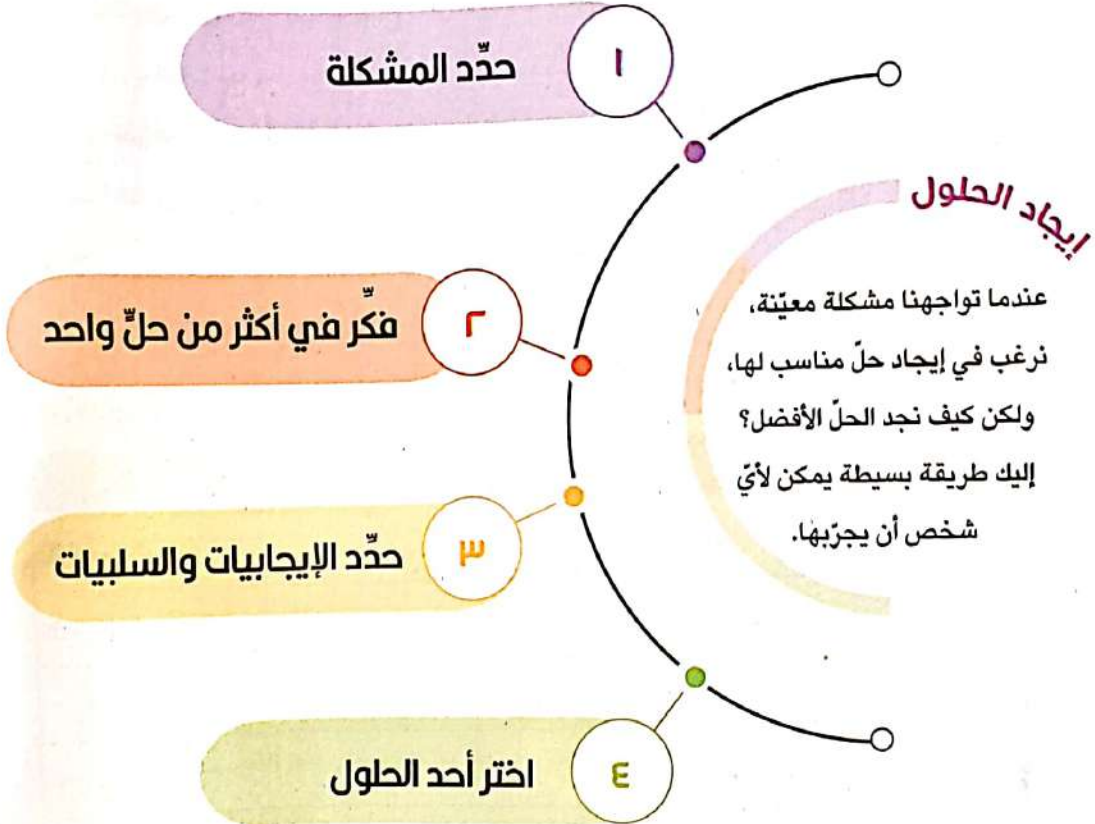 إيجاد الحلول
عندما تواجهنا مشكلة معيّنة،
نرغب في إيجاد حلّ مناسب لها،
ولكن كيف نجد الحلّ الأفضل؟
إليك طريقة بسيطة يمكن لأيّ
شخص أن يجرّبها.
١ حدِّد المشكلة
٢ فكِّر في أكثر من حلٍّ واحد
٣ حدِّد الإيجابيات والسلبيات
٤ اختر أحد الحلول